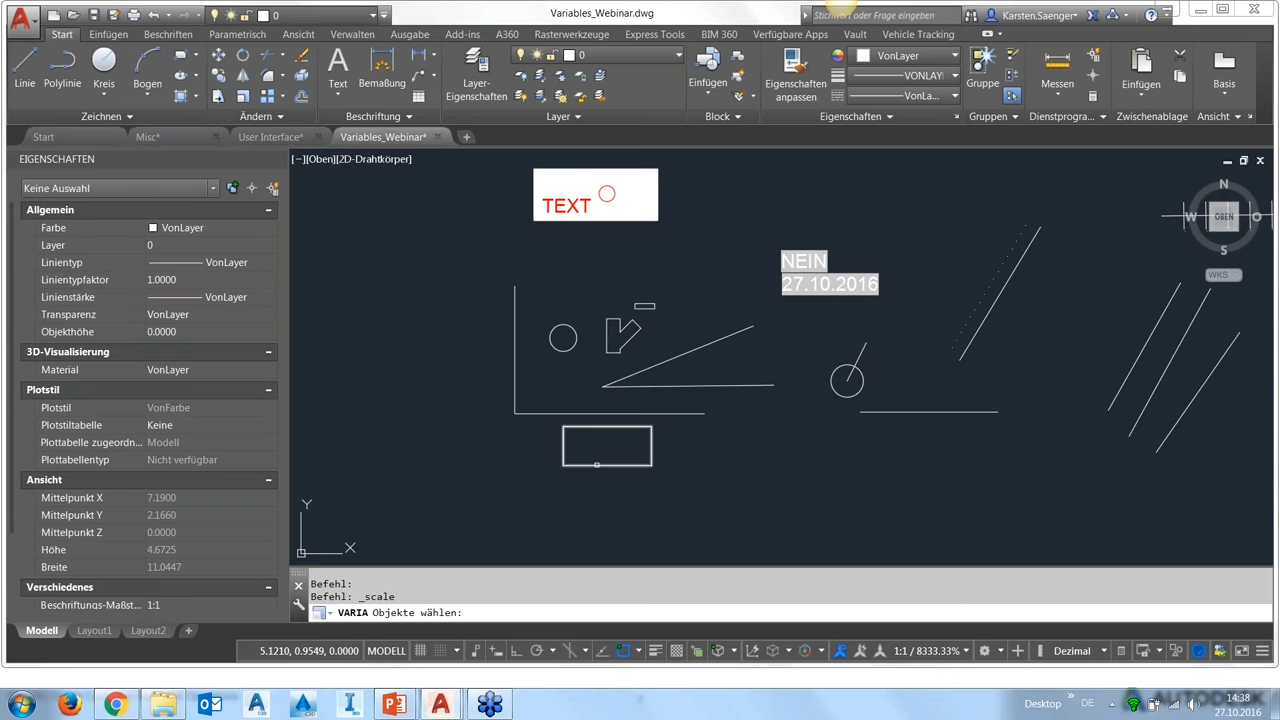 0
Variables_Webinar.dwg
Stichwort oder Frage eingeben
Karsten.Saenger
Start Einfügen Beschriften Parametrisch Ansicht Verwalten Ausgabe Add-ins A360 Rasterwerkzeuge Express Tools BIM 360 Verfügbare Apps Vault Vehicle Tracking
0
VonLayer
VONLAY
VonLa...
Linie Polylinie Kreis Bogen
Text Bemaßung
Layer-
Eigenschaften
Einfügen
Eigenschaften
anpassen
Gruppe
Messen
Einfügen
Basis
Zeichnen Ändern Beschriftung Layer Block Eigenschaften Gruppen Dienstprogra... Zwischenablage Ansicht
Start Misc* User Interface* Variables_Webinar*
EIGENSCHAFTEN
[−][Oben][2D-Drahtkörper]
Keine Auswahl
Allgemein
Farbe VonLayer
Layer 0
Linientyp VonLayer
Linientypfaktor 1.0000
Linienstärke VonLayer
Transparenz VonLayer
Objekthöhe 0.0000
3D-Visualisierung
Material VonLayer
Plotstil
Plotstil VonFarbe
Plotstiltabelle Keine
Plottabelle zugeordn... Modell
Plottabellentyp Nicht verfügbar
Ansicht
Mittelpunkt X 7.1900
Mittelpunkt Y 2.1660
Mittelpunkt Z 0.0000
Höhe 4.6725
Breite 11.0447
Verschiedenes
Beschriftungs-Maßst... 1:1
TEXT
NEIN
27.10.2016
N
W OBEN O
S
WKS
Y
X
Befehl:
Befehl: _scale
VARIA Objekte wählen:
Modell Layout1 Layout2
5.1210, 0.9549, 0.0000 MODELL 1:1 / 8333.33% Dezimal
Desktop DE 14:38
27.10.2016
AUTODESK